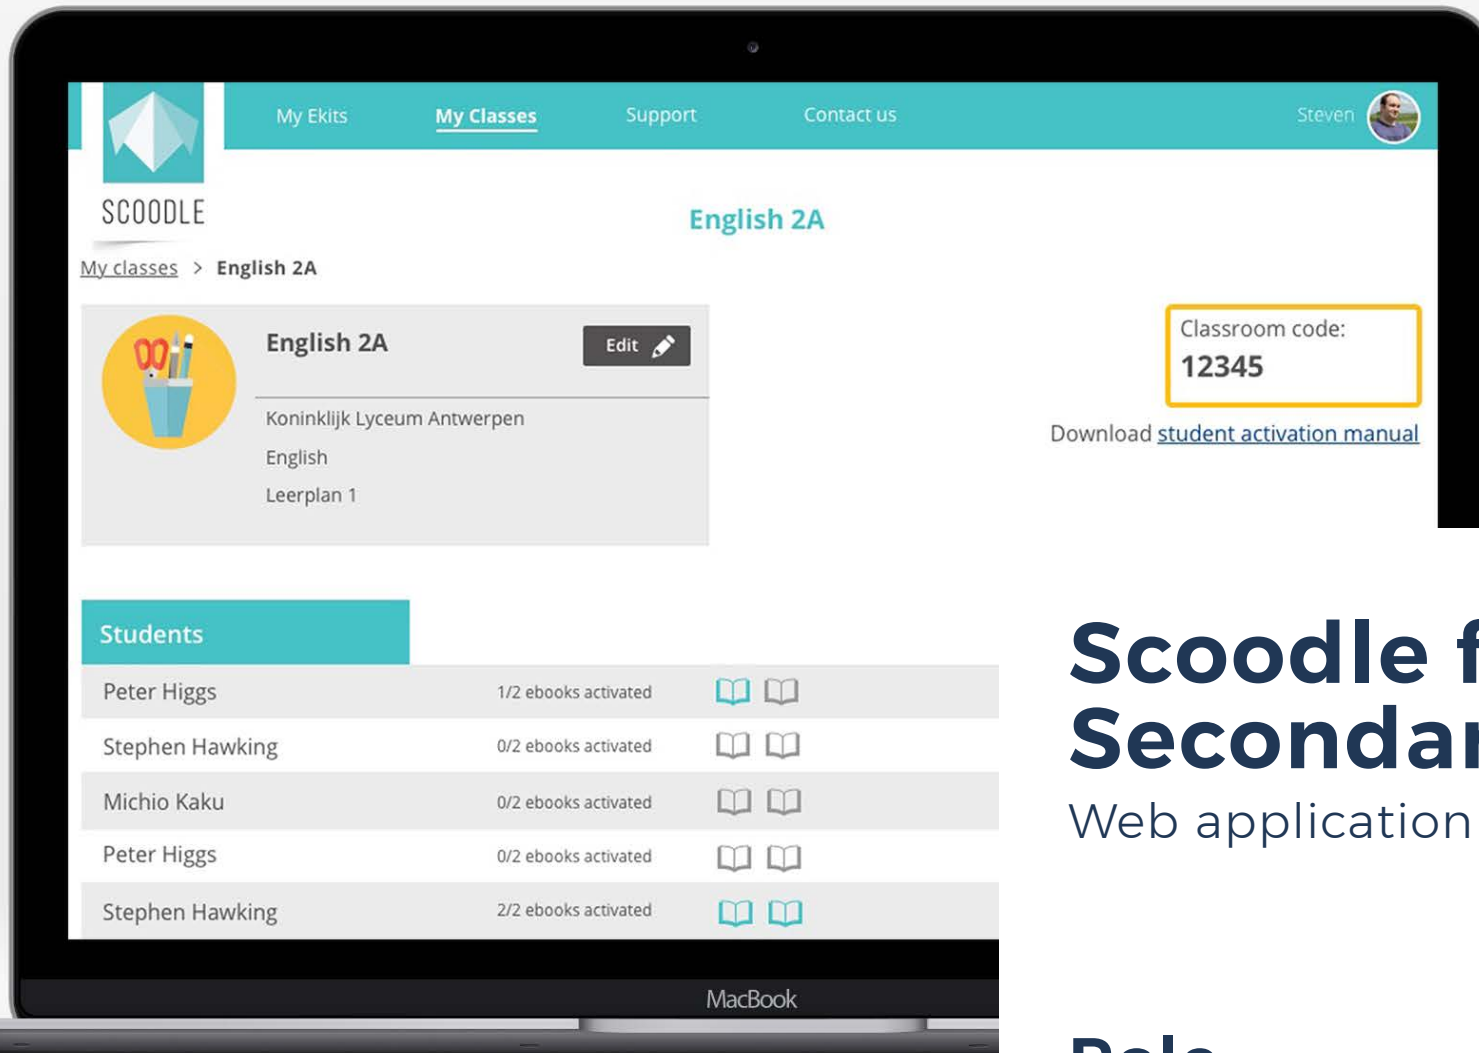 My Ekits My Classes Support Contact us Steven
SCOODLE
English 2A
My classes > English 2A
English 2A Edit
Koninklijk Lyceum Antwerpen
English
Leerplan 1
Classroom code:
12345
Download student activation manual
Students
Peter Higgs 1/2 ebooks activated
Stephen Hawking 0/2 ebooks activated
Michio Kaku 0/2 ebooks activated
Peter Higgs 0/2 ebooks activated
Stephen Hawking 2/2 ebooks activated
MacBook
Scoodle f
Secondar
Web application